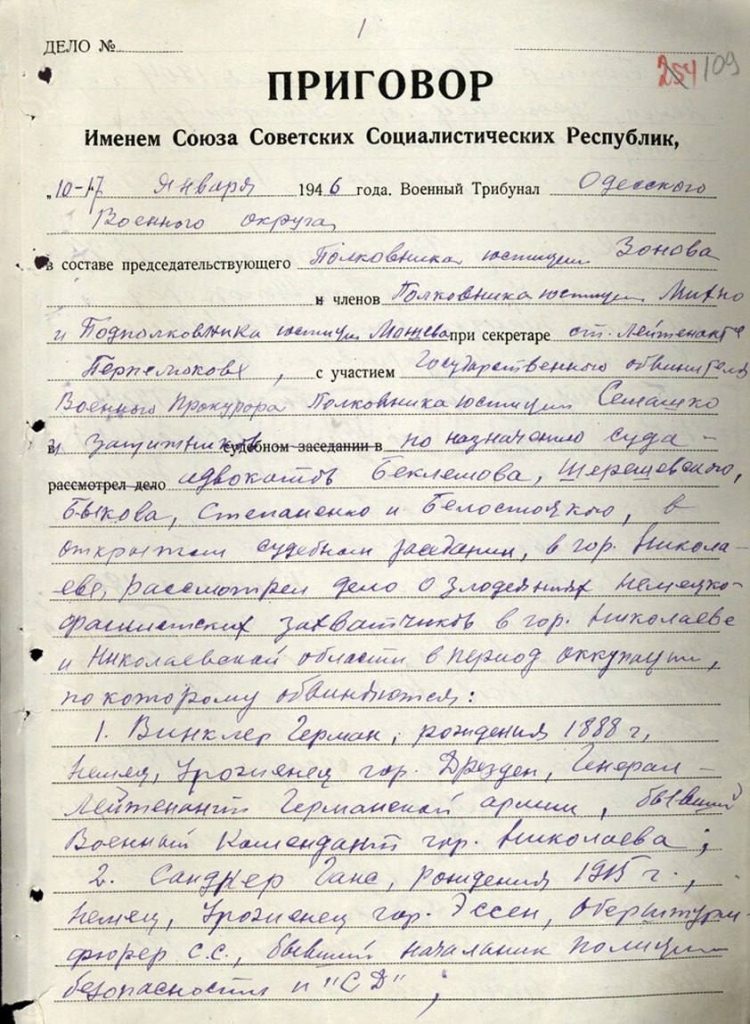 1
ДЕЛО №
254 109
ПРИГОВОР
Именем Союза Советских Социалистических Республик,
„10-17 Января 1946 года. Военный Трибунал Одесского
Военного округа,
в составе председательствующего Полковника юстиции Зонова
и членов Полковника юстиции
и Подполковника юстиции при секретаре ст. лейтенанте
, с участием Государственного обвинителя
Военного Прокурора Полковника юстиции Семашко
и защитников судебном заседании в по назначению суда –
рассмотрел дело адвокатов Беклемова, Шерешевского,
Быкова, Степаненко и Белостоцкого, в
открытом судебном заседании, в гор. Никола-
еве, рассмотрел дело о злодеяниях немецко-
фашистских захватчиков в гор. Николаеве
и Николаевской области в период оккупации,
по которому обвиняются:
1. Винклер Герман, рождения 1888 г.,
немец, уроженец гор. Дрезден, Генерал –
лейтенант Германской армии, бывший
Военный Комендант гор. Николаева;
2. Санднер Ганс, рождения 1915 г.,
немец, уроженец гор. Эссен, оберштурм-
фюрер С.С., бывший начальник полиции
безопасности и "СД";